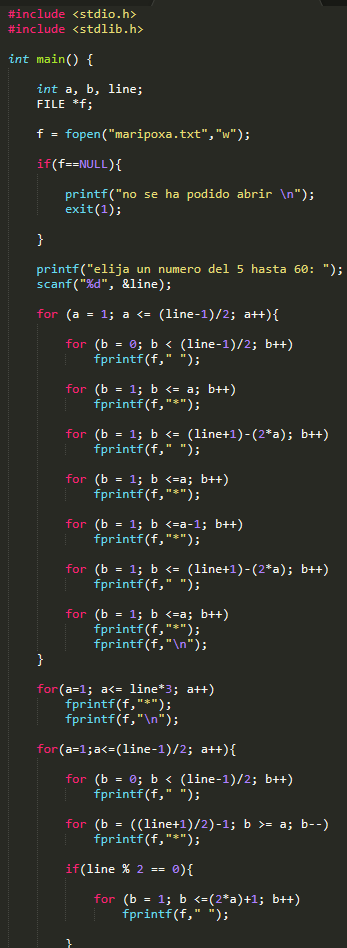 #include <stdio.h>
#include <stdlib.h>
int main() {
int a, b, line;
FILE *f;
f = fopen("maripoxa.txt","w");
if(f==NULL){
printf("no se ha podido abrir \n");
exit(1);
}
printf("elija un numero del 5 hasta 60: ");
scanf("%d", &line);
for (a = 1; a <= (line-1)/2; a++){
for (b = 0; b < (line-1)/2; b++)
fprintf(f," ");
for (b = 1; b <= a; b++)
fprintf(f,"*");
for (b = 1; b <= (line+1)-(2*a); b++)
fprintf(f," ");
for (b = 1; b <=a; b++)
fprintf(f,"*");
for (b = 1; b <=a-1; b++)
fprintf(f,"*");
for (b = 1; b <= (line+1)-(2*a); b++)
fprintf(f," ");
for (b = 1; b <=a; b++)
fprintf(f,"*");
fprintf(f,"\n");
}
for(a=1; a<= line*3; a++)
fprintf(f,"*");
fprintf(f,"\n");
for(a=1;a<=(line-1)/2; a++){
for (b = 0; b < (line-1)/2; b++)
fprintf(f," ");
for (b = ((line+1)/2)-1; b >= a; b--)
fprintf(f,"*");
if(line % 2 == 0){
for (b = 1; b <=(2*a)+1; b++)
fprintf(f," ");
}